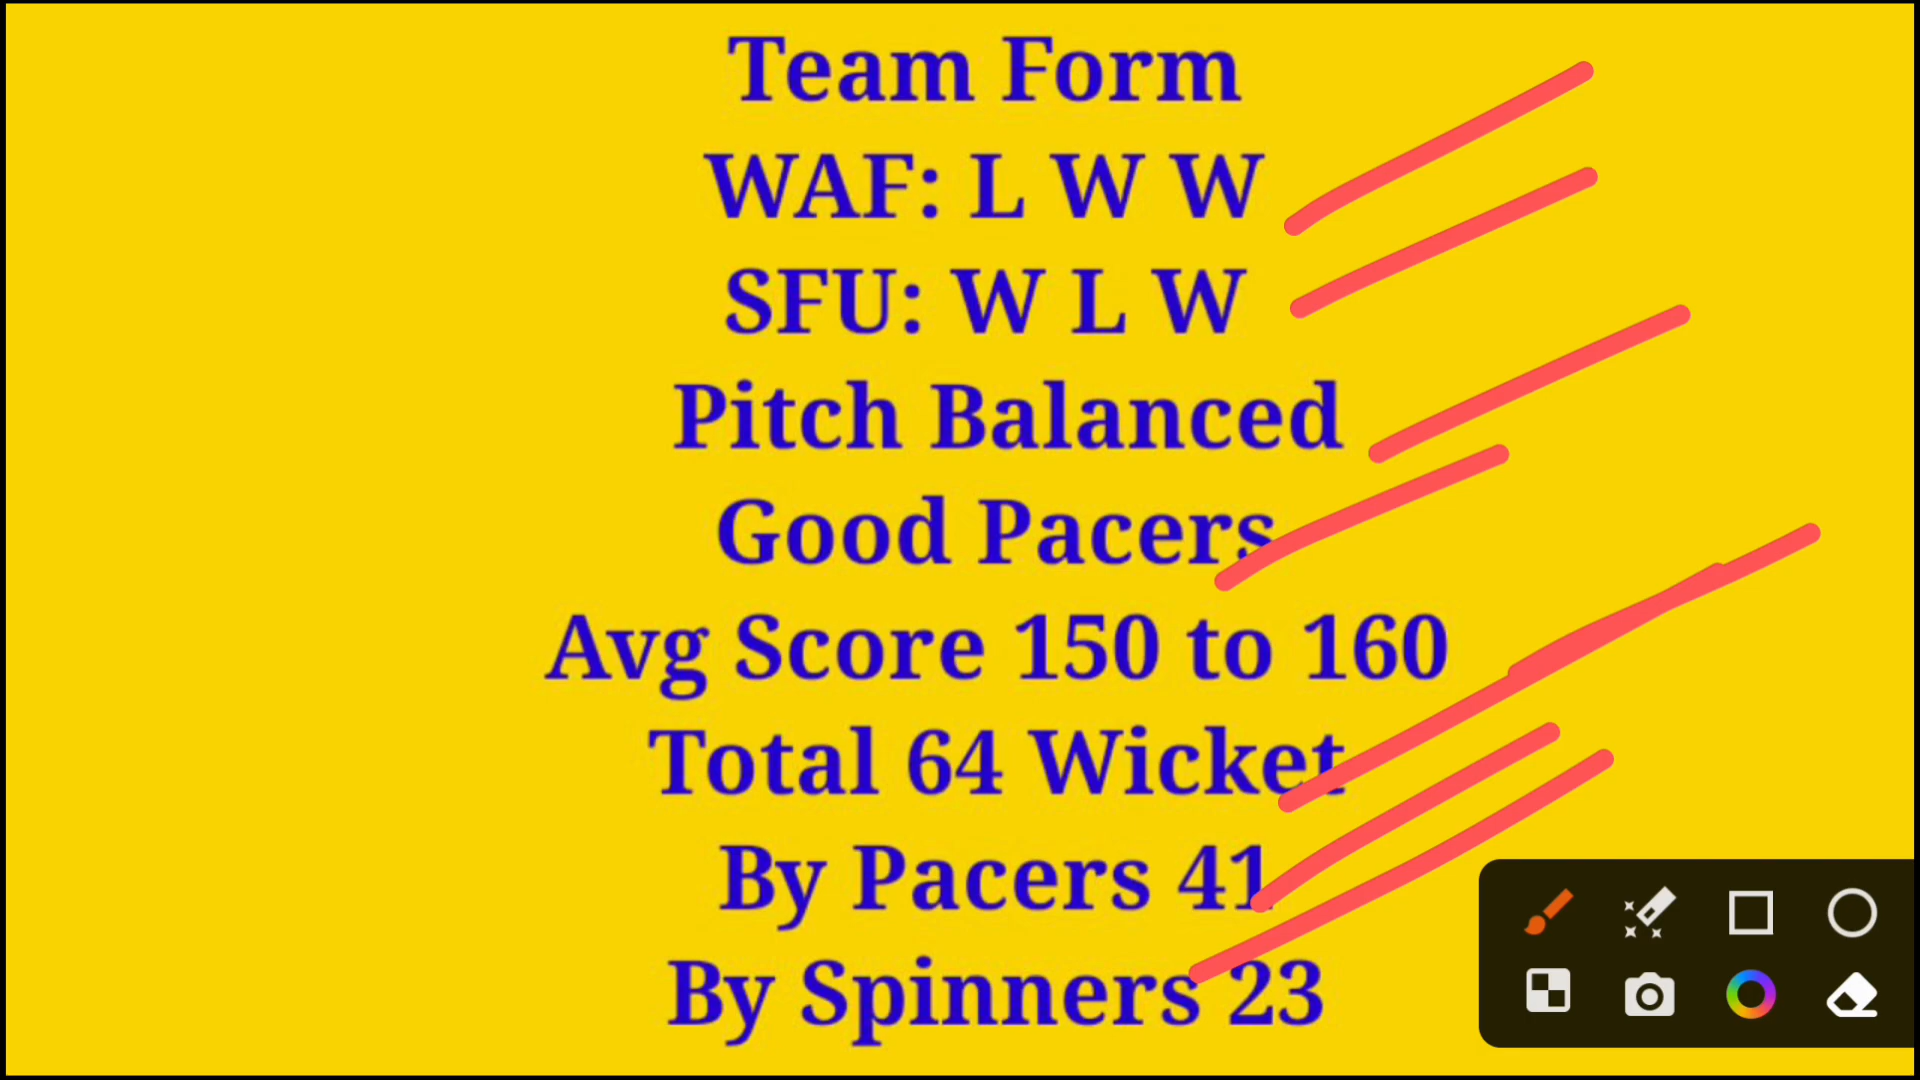 Team Form
WAF: L W W
SFU: W L W
Pitch Balanced
Good Pacers
Avg Score 150 to 160
Total 64 Wicket
By Pacers 41
By Spinners 23